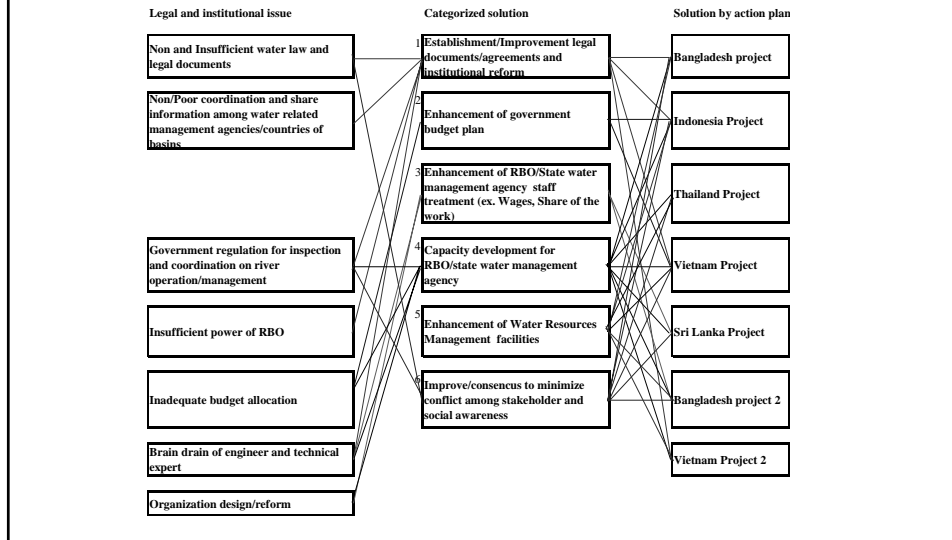 Legal and institutional issue
Categorized solution
Solution by action plan
Non and Insufficient water law and
legal documents
Non/Poor coordination and share
information among water related
management agencies/countries of
basins
Government regulation for inspection
and coordination on river
operation/management
Insufficient power of RBO
Inadequate budget allocation
Brain drain of engineer and technical
expert
Organization design/reform
1
Establishment/Improvement legal
documents/agreements and
institutional reform
2
Enhancement of government
budget plan
3
Enhancement of RBO/State water
management agency staff
treatment (ex. Wages, Share of the
work)
4
Capacity development for
RBO/state water management
agency
5
Enhancement of Water Resources
Management facilities
6
Improve/consencus to minimize
conflict among stakeholder and
social awareness
Bangladesh project
Indonesia Project
Thailand Project
Vietnam Project
Sri Lanka Project
Bangladesh project 2
Vietnam Project 2